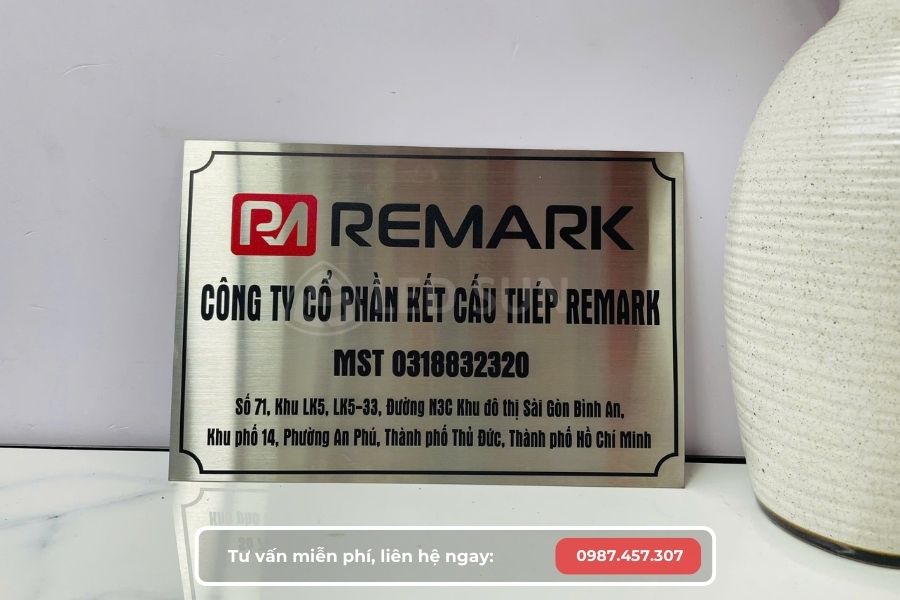 RA REMARK
CÔNG TY CỔ PHẦN KẾT CẤU THÉP REMARK
LED SUN
MST 0318832320
Số 71, Khu LK5, LK5-33, Đường N3C Khu đô thị Sài Gòn Bình An,
Khu phố 14, Phường An Phú, Thành phố Thủ Đức, Thành phố Hồ Chí Minh
Tư vấn miễn phí, liên hệ ngay: 0987.457.307